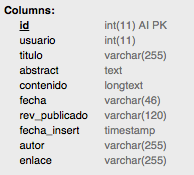 Columns:
id int(11) AI PK
usuario int(11)
titulo varchar(255)
abstract text
contenido longtext
fecha varchar(46)
rev_publicado varchar(120)
fecha_insert timestamp
autor varchar(255)
enlace varchar(255)